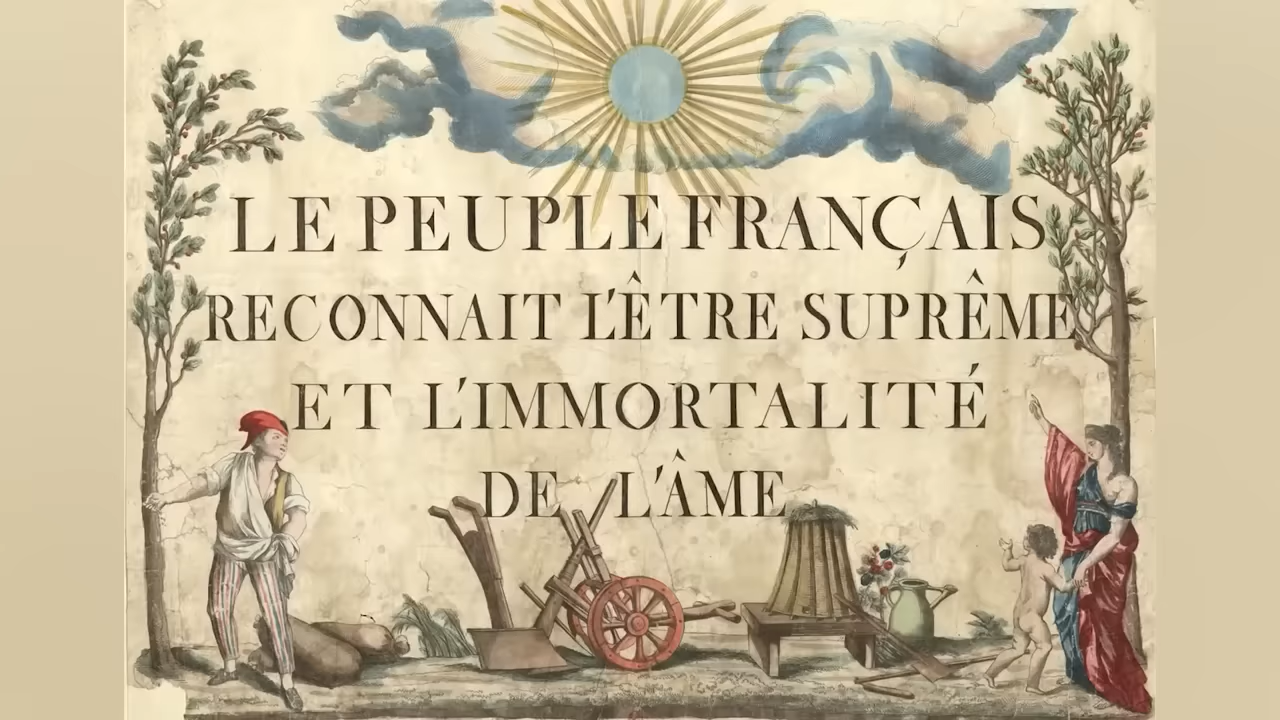 LE PEUPLE FRANÇAIS
RECONNAIT L'ÊTRE SUPRÊME
ET L'IMMORTALITÉ
DE L'ÂME